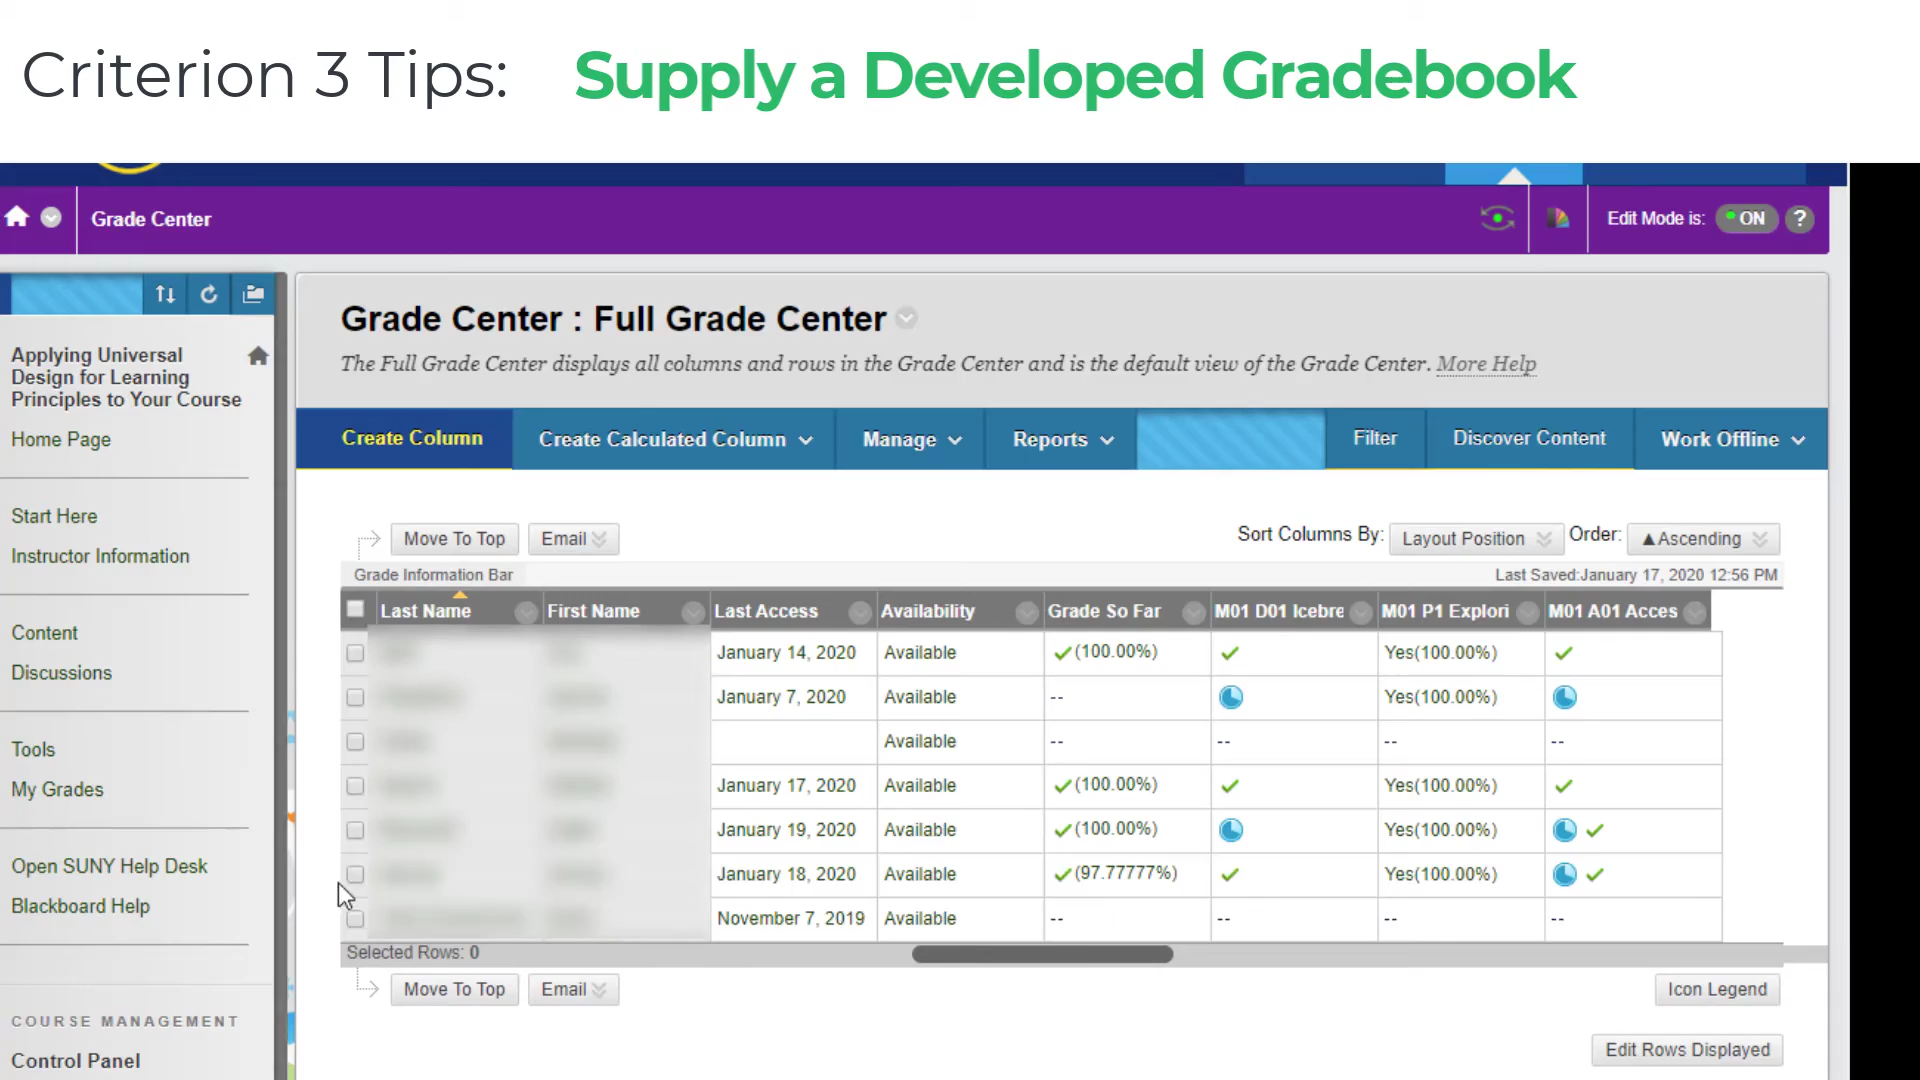 Criterion 3 Tips: Supply a Developed Gradebook
Grade Center
Edit Mode is: ON ?
Applying Universal
Design for Learning
Principles to Your Course
Home Page
Start Here
Instructor Information
Content
Discussions
Tools
My Grades
Open SUNY Help Desk
Blackboard Help
COURSE MANAGEMENT
Control Panel
Grade Center : Full Grade Center
The Full Grade Center displays all columns and rows in the Grade Center and is the default view of the Grade Center. More Help
Create Column Create Calculated Column Manage Reports Filter Discover Content Work Offline
Move To Top Email Sort Columns By: Layout Position Order: ▲Ascending
Grade Information Bar Last Saved:January 17, 2020 12:56 PM
Last Name First Name Last Access Availability Grade So Far M01 D01 Icebre M01 P1 Explori M01 A01 Acces
January 14, 2020 Available (100.00%) Yes(100.00%)
January 7, 2020 Available -- Yes(100.00%)
Available -- -- -- --
January 17, 2020 Available (100.00%) Yes(100.00%)
January 19, 2020 Available (100.00%) Yes(100.00%)
January 18, 2020 Available (97.77777%) Yes(100.00%)
November 7, 2019 Available -- -- -- --
Selected Rows: 0
Move To Top Email Icon Legend
Edit Rows Displayed